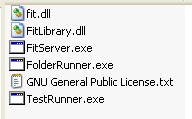 fit.dll
FitLibrary.dll
FitServer.exe
FolderRunner.exe
GNU General Public License.txt
TestRunner.exe